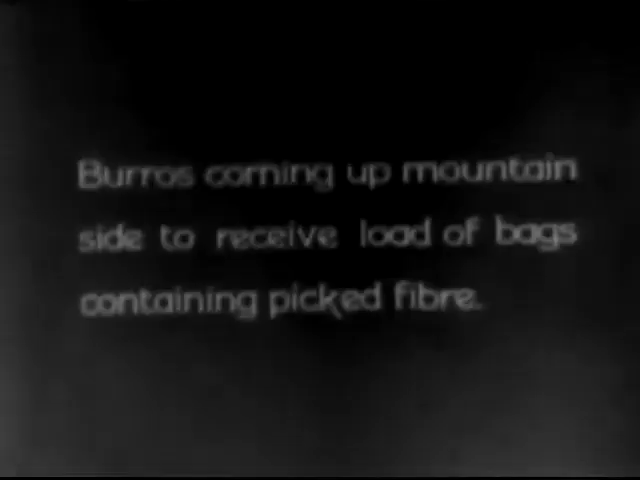 Burros coming up mountain
side to receive load of bags
containing picked fibre.